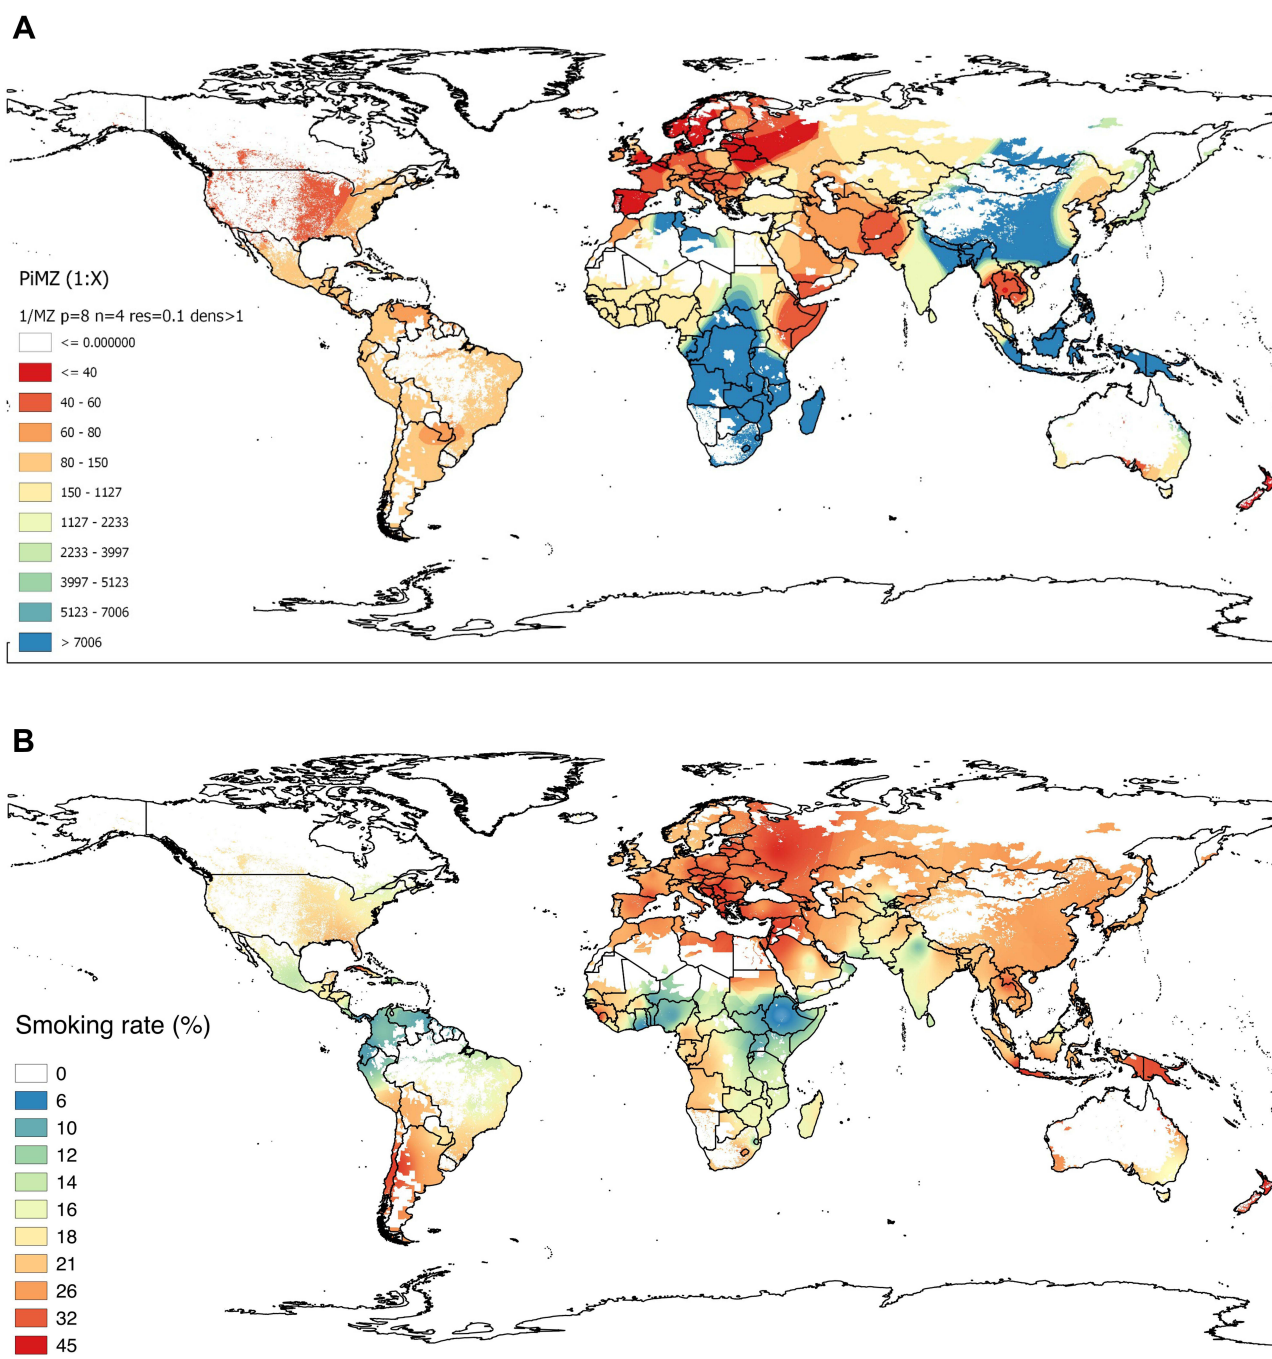 A
PiMZ (1:X)
1/MZ p=8 n=4 res=0.1 dens>1
<= 0.000000
<= 40
40 - 60
60 - 80
80 - 150
150 - 1127
1127 - 2233
2233 - 3997
3997 - 5123
5123 - 7006
> 7006
B
Smoking rate (%)
0
6
10
12
14
16
18
21
26
32
45